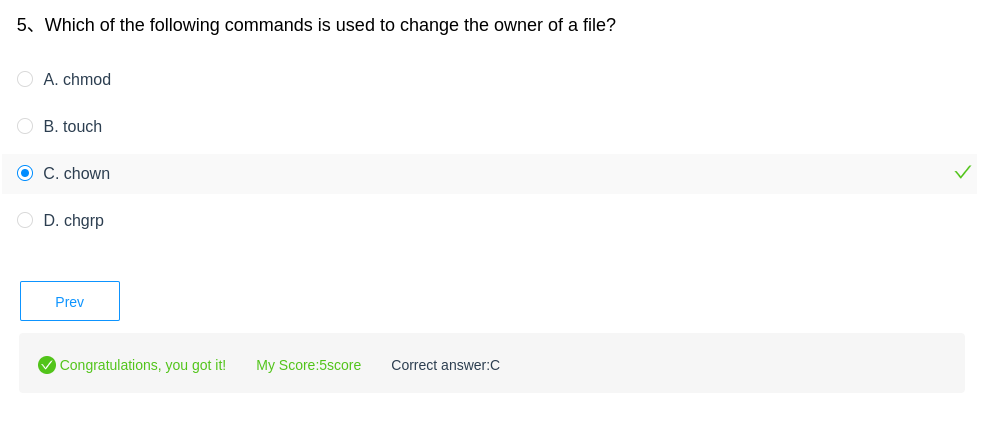 5、Which of the following commands is used to change the owner of a file?
A. chmod
B. touch
C. chown
D. chgrp
Prev
Congratulations, you got it! My Score:5score Correct answer:C